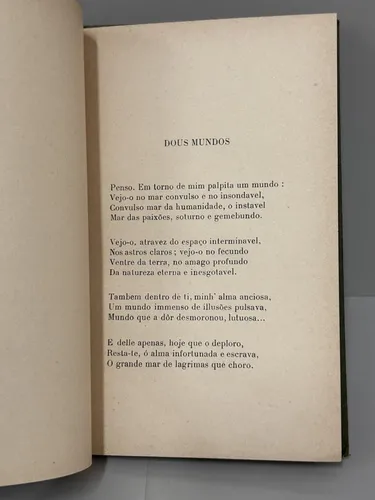 DOUS MUNDOS
Penso. Em torno de mim palpita um mundo :
Vejo-o no mar convulso e no insondavel,
Convulso mar da humanidade, o instavel
Mar das paixões, soturno e gemebundo.
Vejo-o, atravez do espaço interminavel,
Nos astros claros ; vejo-o no fecundo
Ventre da terra, no amago profundo
Da natureza eterna e inesgotavel.
Tambem dentro de ti, minh' alma anciosa,
Um mundo immenso de illusões pulsava,
Mundo que a dôr desmoronou, lutuosa...
E delle apenas, hoje que o deploro,
Resta-te, ó alma infortunada e escrava,
O grande mar de lagrimas que choro.